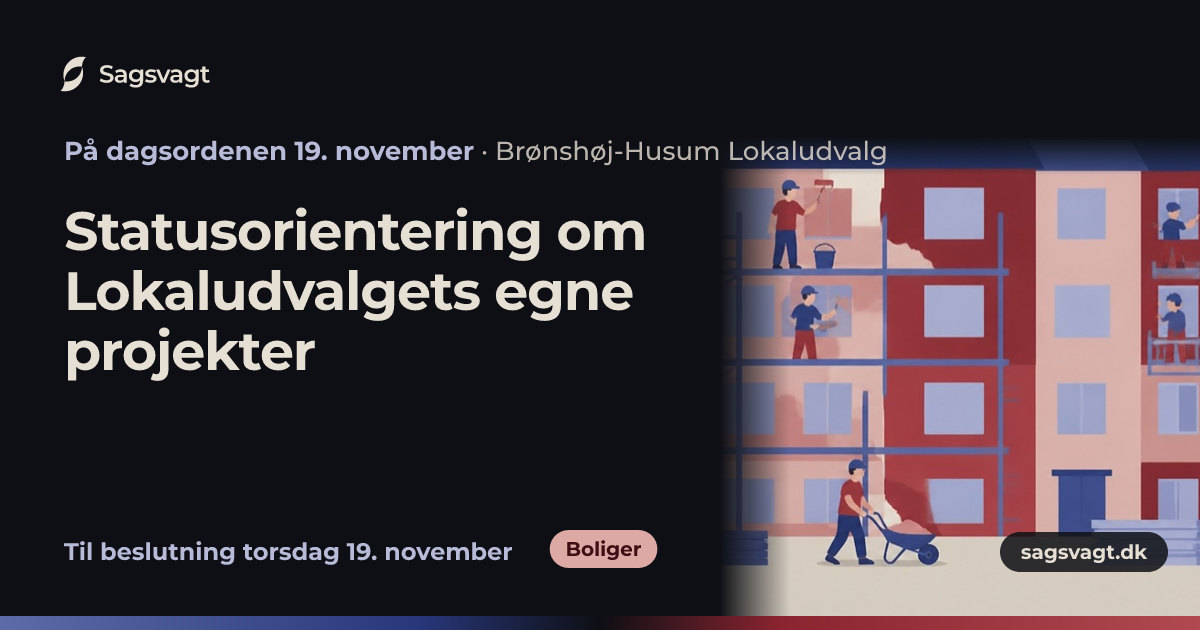 Sagsvagt
På dagsordenen 19. november · Brønshøj-Husum Lokaludvalg
Statusorientering om
Lokaludvalgets egne
projekter
Til beslutning torsdag 19. november
Boliger
sagsvagt.dk